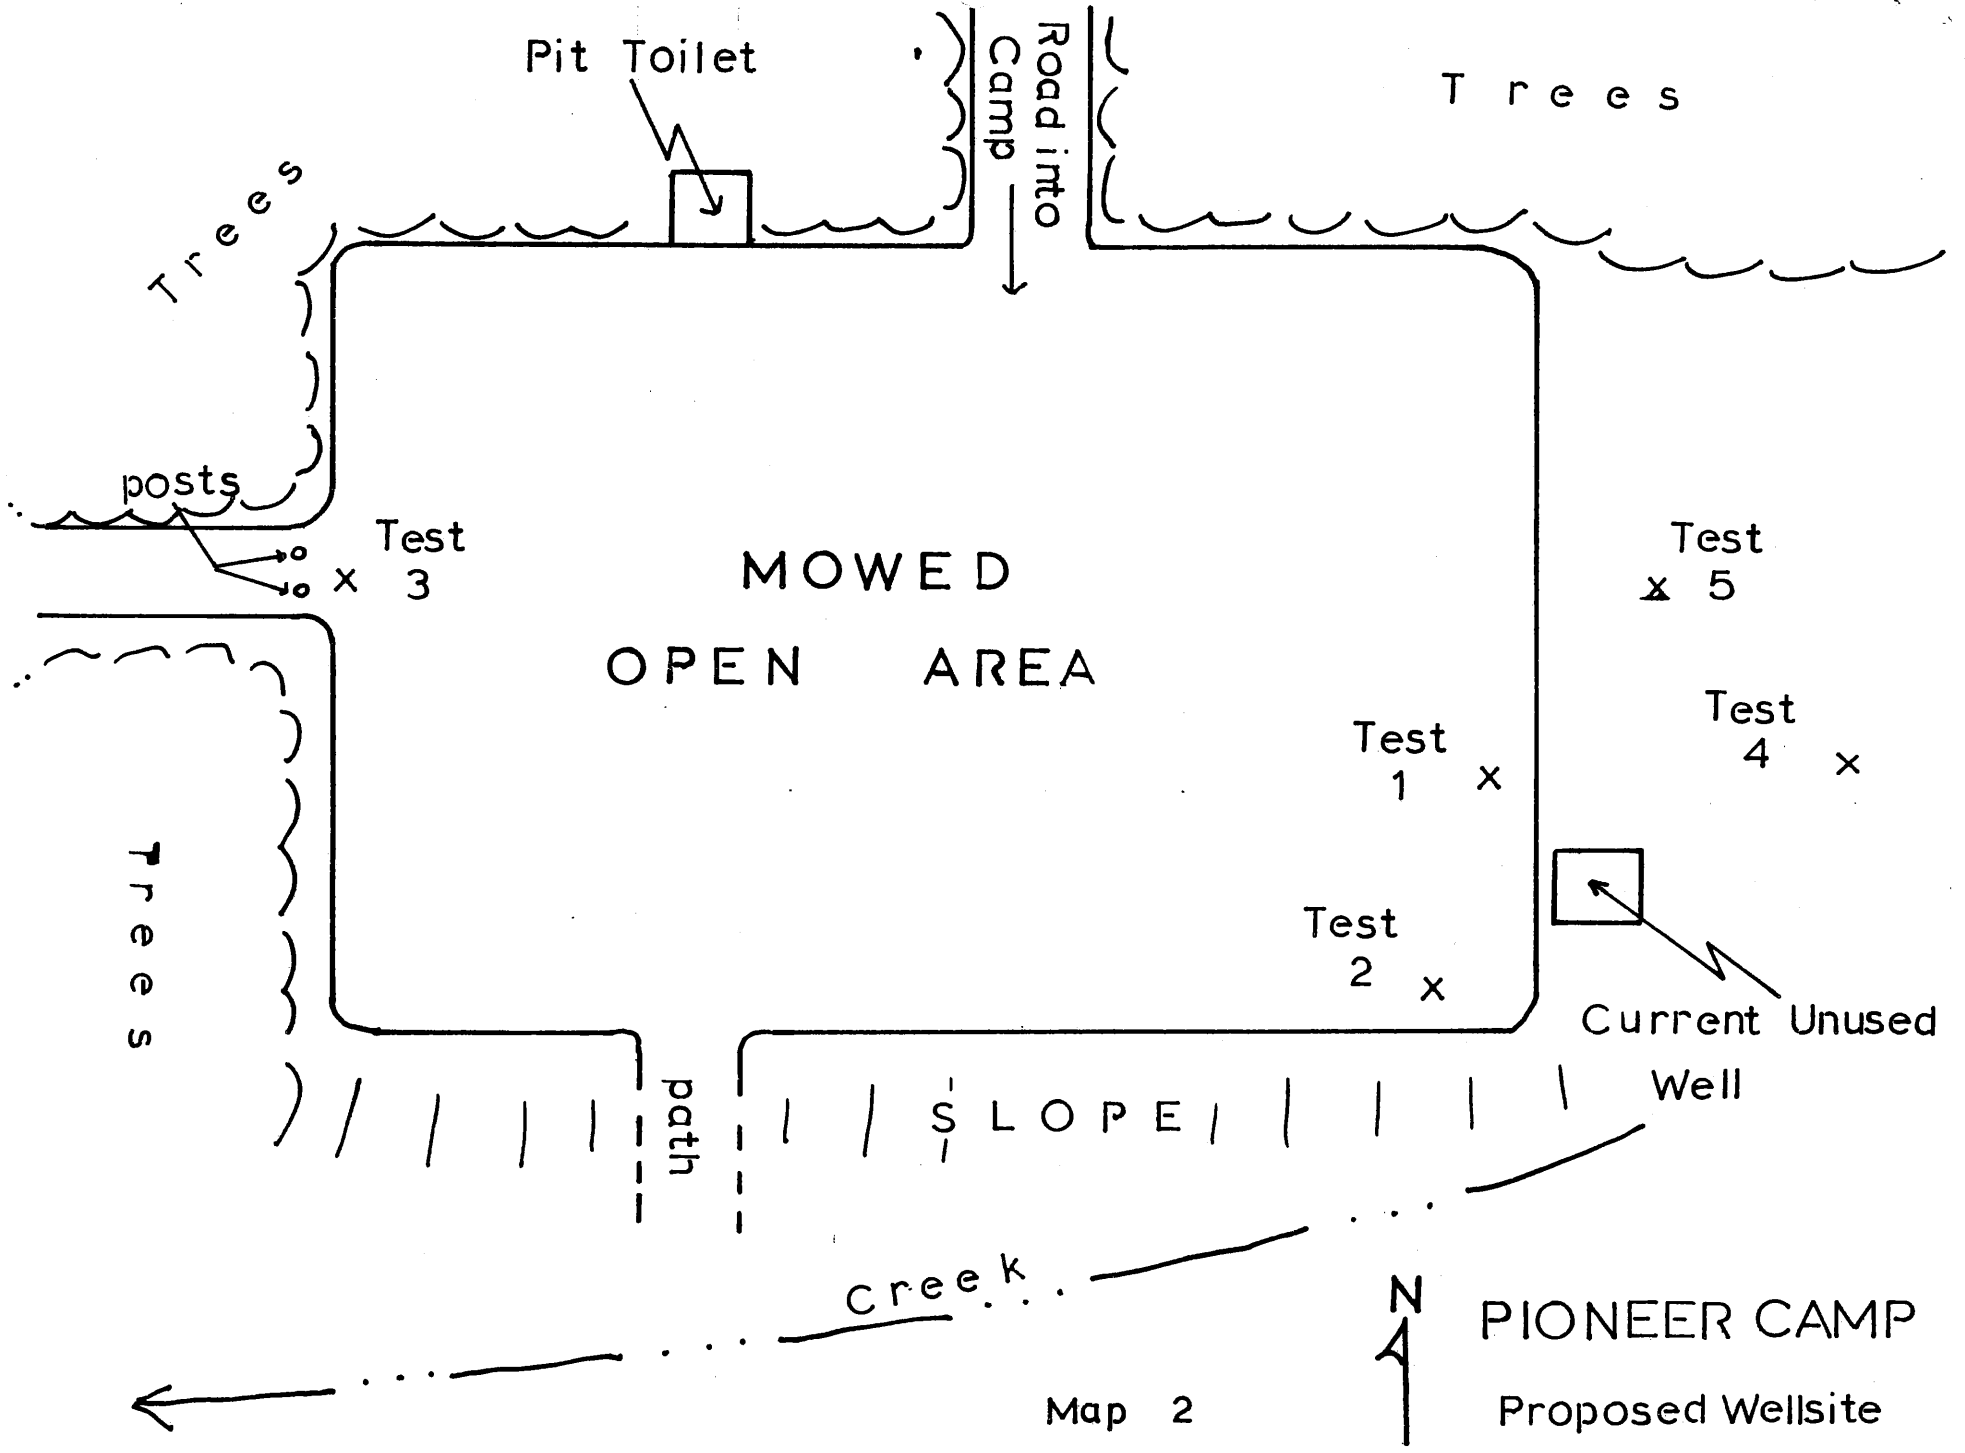 Pit Toilet
Road into
Camp
Trees
Trees
posts
Test
3
MOWED
OPEN AREA
Test
5
Test
4
Test
1
Test
2
Trees
Current Unused
Well
path
SLOPE
Creek
N
PIONEER CAMP
Proposed Wellsite
Map 2